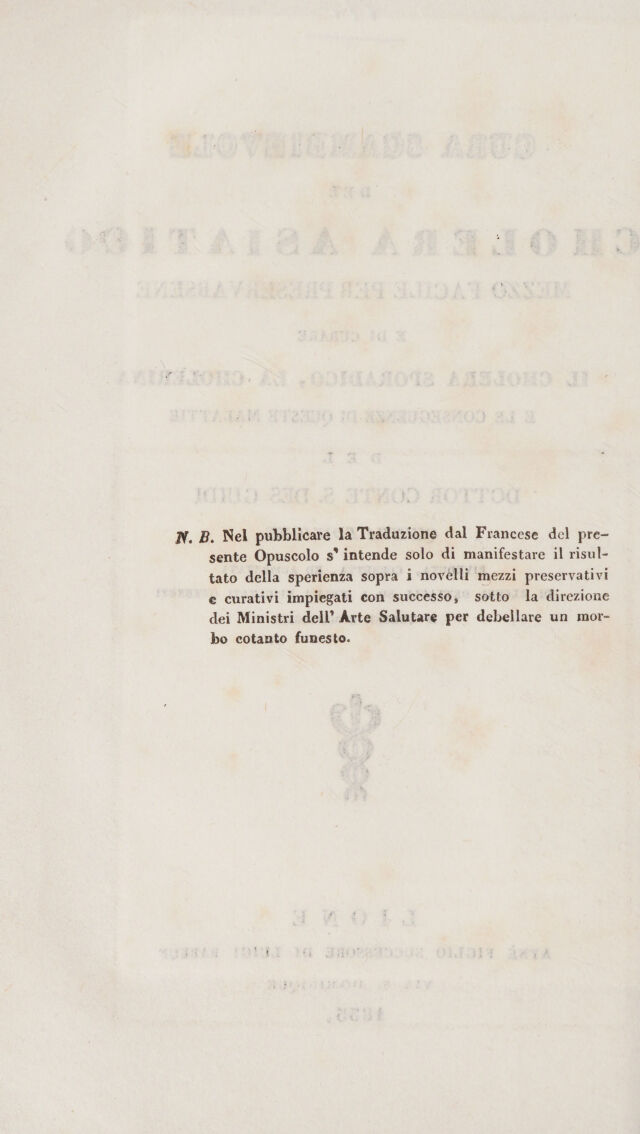 N. B. Nel pubblicare la Traduzione dal Francese del pre-
sente Opuscolo s' intende solo di manifestare il risul-
tato della sperienza sopra i novelli mezzi preservativi
e curativi impiegati con successo, sotto la direzione
dei Ministri dell' Arte Salutare per debellare un mor-
bo cotanto funesto.